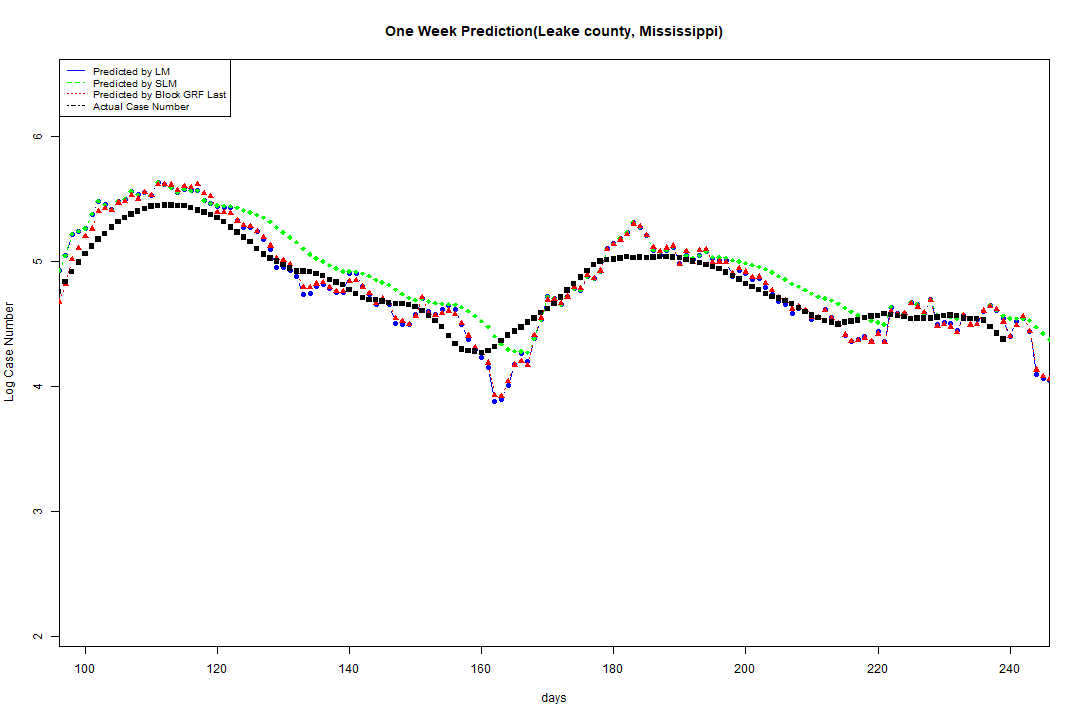 One Week Prediction(Leake county, Mississippi)
Predicted by LM
Predicted by SLM
Predicted by Block GRF Last
Actual Case Number
6
5
4
3
2
Log Case Number
100 120 140 160 180 200 220 240
days